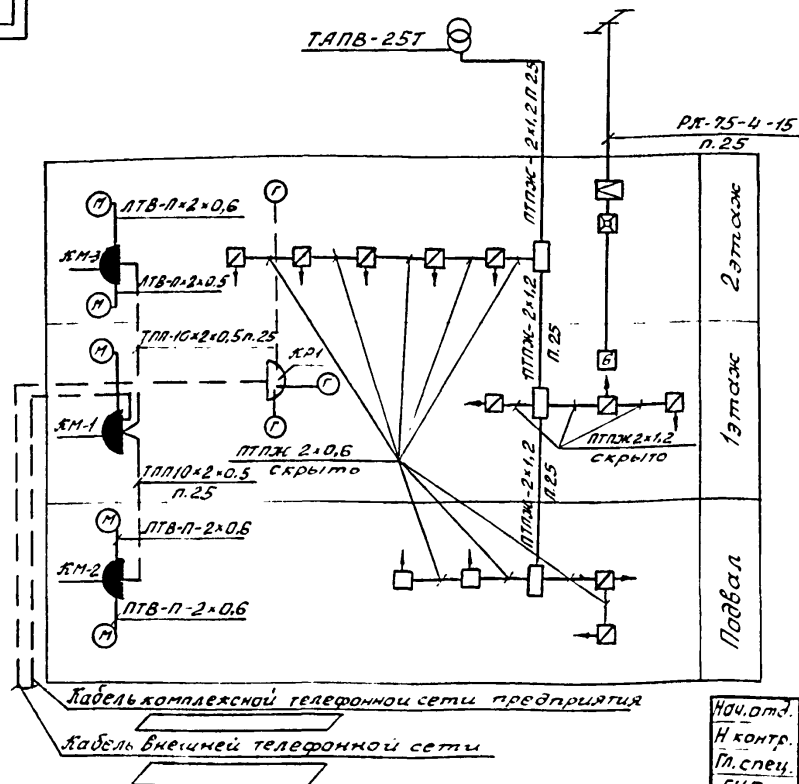 ТАПВ-25Т
РК-75-4-15
п.25
ПТПЖ-2×1,2 П 25
М
ЛТВ-П×2×0,6
КМ-3
М
ЛТВ-П×2×0.5
Г
2 этаж
ТПП-10×2×0,5 п.25
М
КМ-1
КР1
Г
Г
ПТПЖ-2×1,2
п.25
Б
1 этаж
ПТПЖ 2×0,6
скрыто
ПТПЖ 2×1,2
скрыто
ТПП10×2×0.5
п.25
ПТПЖ-2×1,2
п.25
М
ПТВ-П-2×0.6
КМ-2
ПТВ-П-2×0,6
М
Подвал
Кабель комплексной телефонной сети предприятия
Кабель внешней телефонной сети
Нач.отд.
Н контр.
Гл.спец.